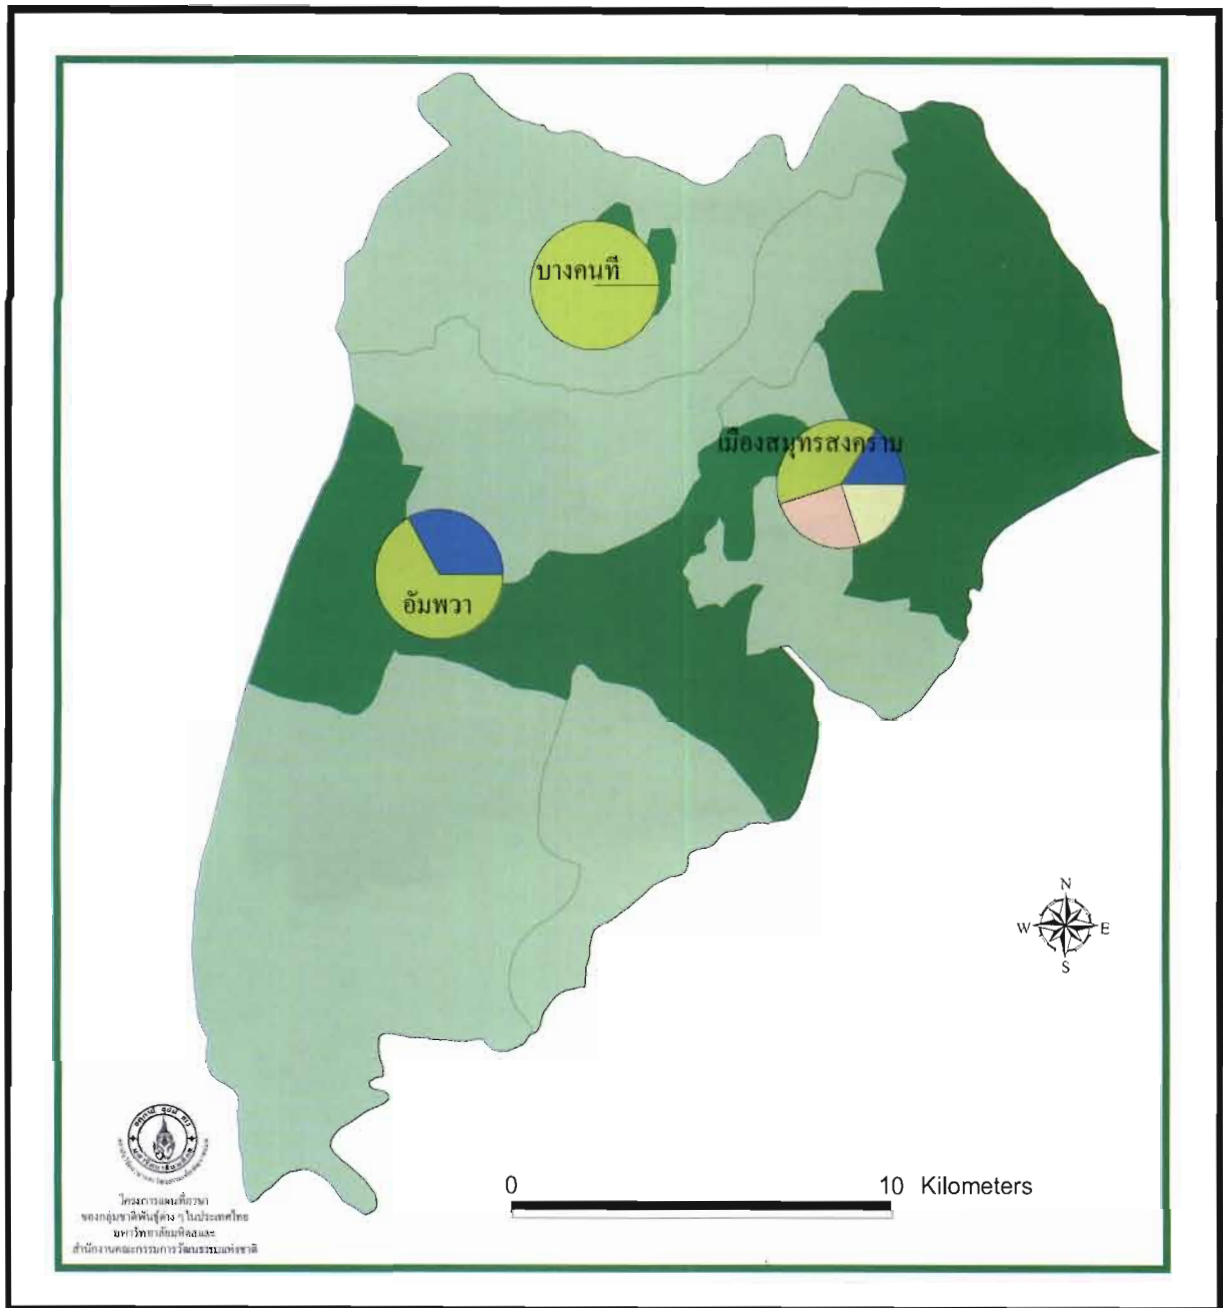 บางคนที
เมืองสมุทรสงคราม
อัมพวา
N
W E
S
0 10 Kilometers
โครงการแผนที่ภาษา
ของกลุ่มชาติพันธุ์ต่าง ๆ ในประเทศไทย
มหาวิทยาลัยมหิดลและ
สำนักงานคณะกรรมการวัฒนธรรมแห่งชาติ